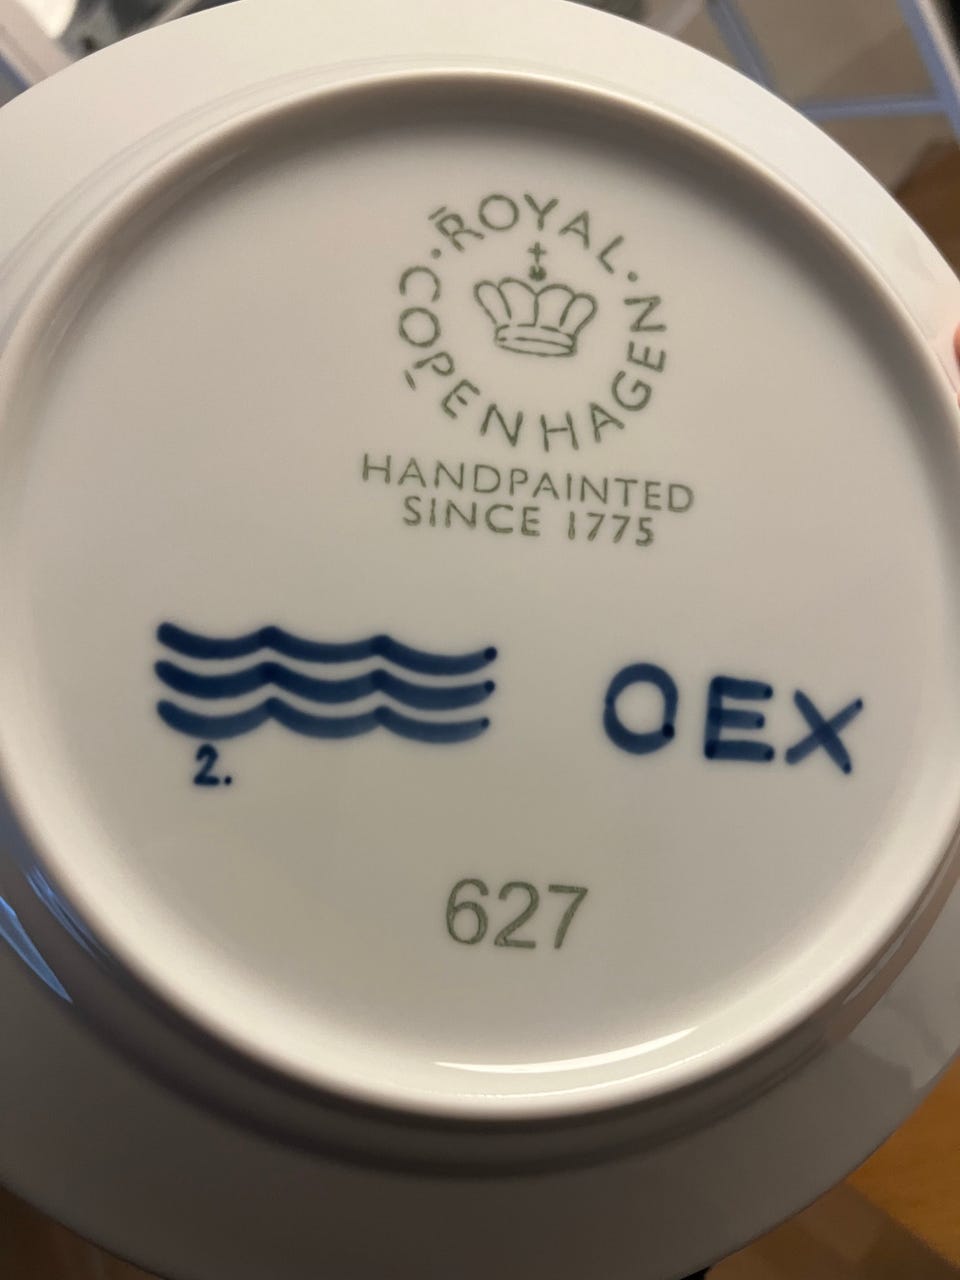 ROYAL · COPENHAGEN ·
HANDPAINTED
SINCE 1775
2.
OEX
627